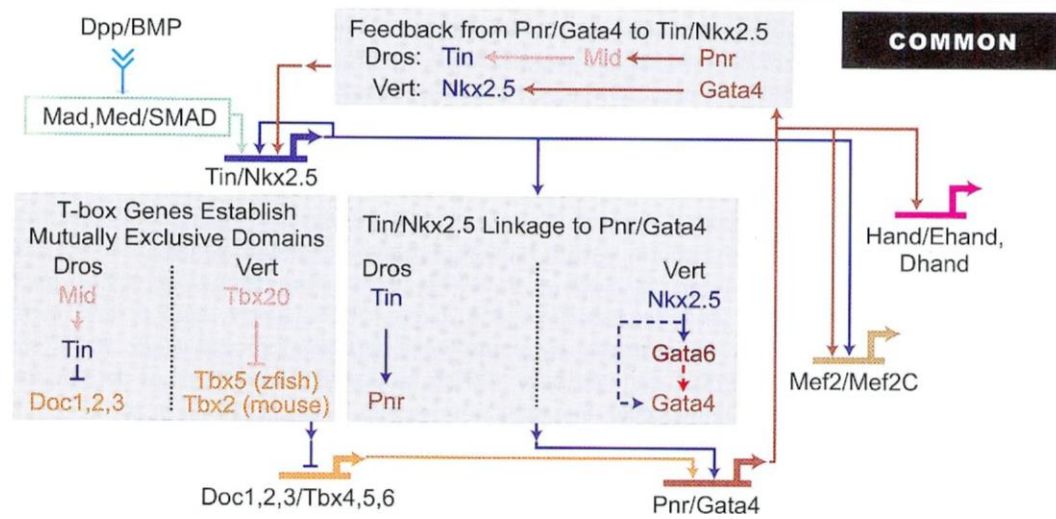 Dpp/BMP
Feedback from Pnr/Gata4 to Tin/Nkx2.5
Dros: Tin Mid Pnr
Vert: Nkx2.5 Gata4
COMMON
Mad,Med/SMAD
Tin/Nkx2.5
T-box Genes Establish
Mutually Exclusive Domains
Dros Vert
Mid Tbx20
Tin
Doc1,2,3
Tbx5 (zfish)
Tbx2 (mouse)
Tin/Nkx2.5 Linkage to Pnr/Gata4
Dros Vert
Tin Nkx2.5
Gata6
Pnr Gata4
Hand/Ehand,
Dhand
Mef2/Mef2C
Doc1,2,3/Tbx4,5,6
Pnr/Gata4